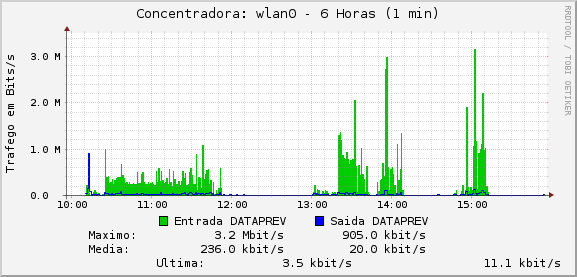 Concentradora: wlan0 - 6 Horas (1 min)
RRDTOOL / TOBI OETIKER
Trafego em Bits/s
3.0 M
2.0 M
1.0 M
0.0
10:00 11:00 12:00 13:00 14:00 15:00
Entrada DATAPREV Saida DATAPREV
Maximo: 3.2 Mbit/s 905.0 kbit/s
Media: 236.0 kbit/s 20.0 kbit/s
Ultima: 3.5 kbit/s 11.1 kbit/s